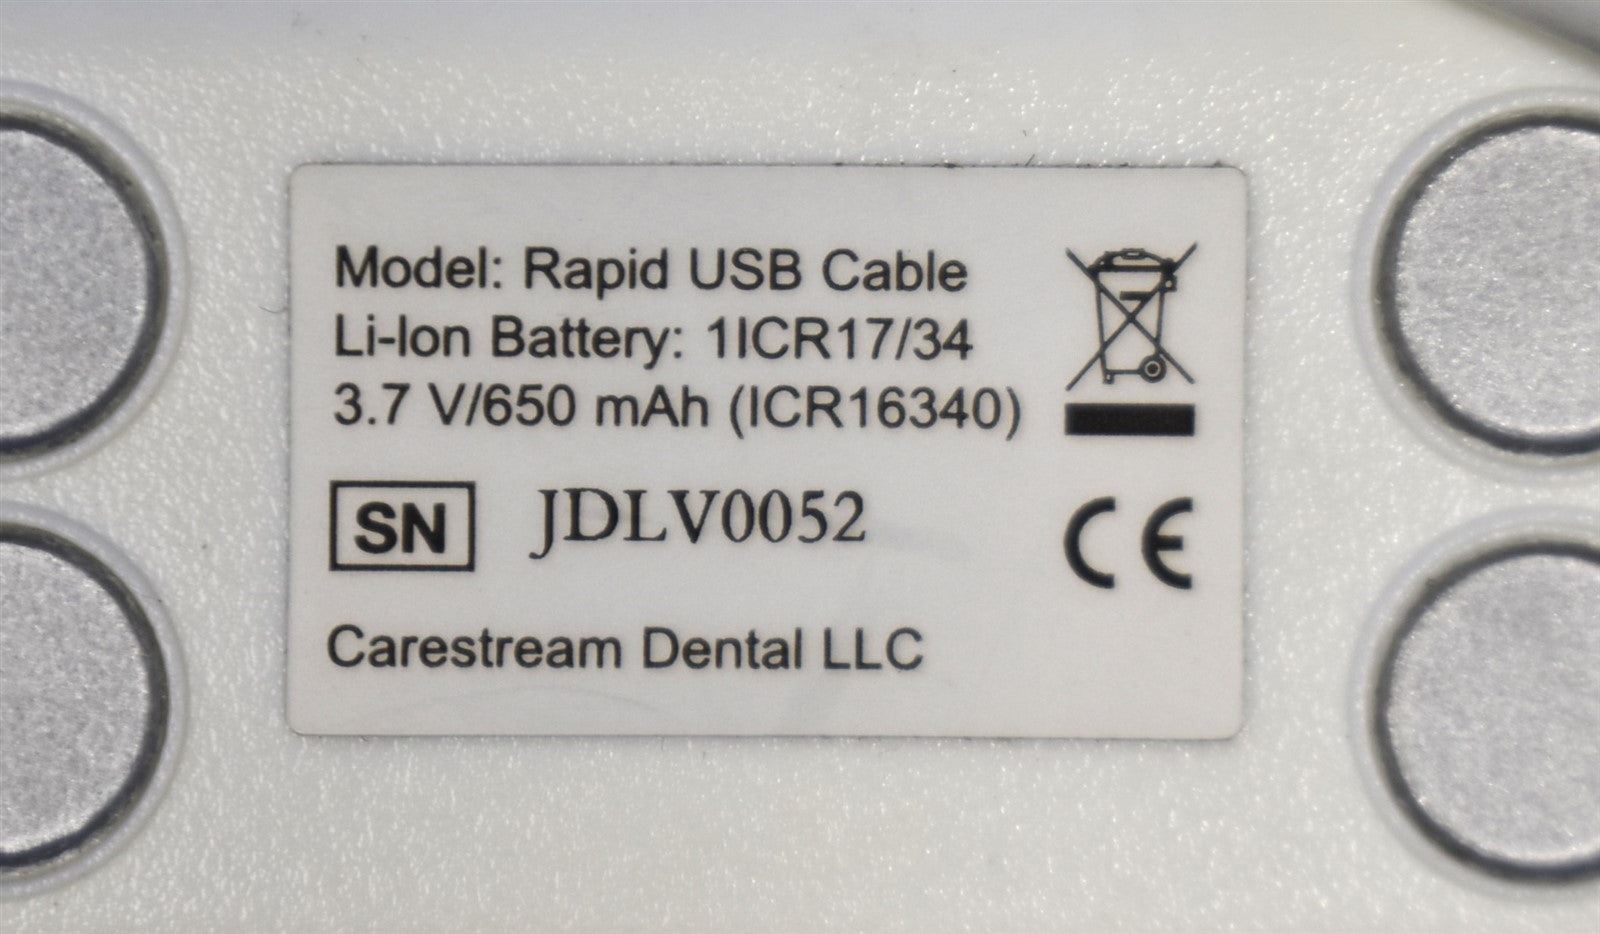 Model: Rapid USB Cable
Li-Ion Battery: 1ICR17/34
3.7 V/650 mAh (ICR16340)
SN JDLV0052
CE
Carestream Dental LLC